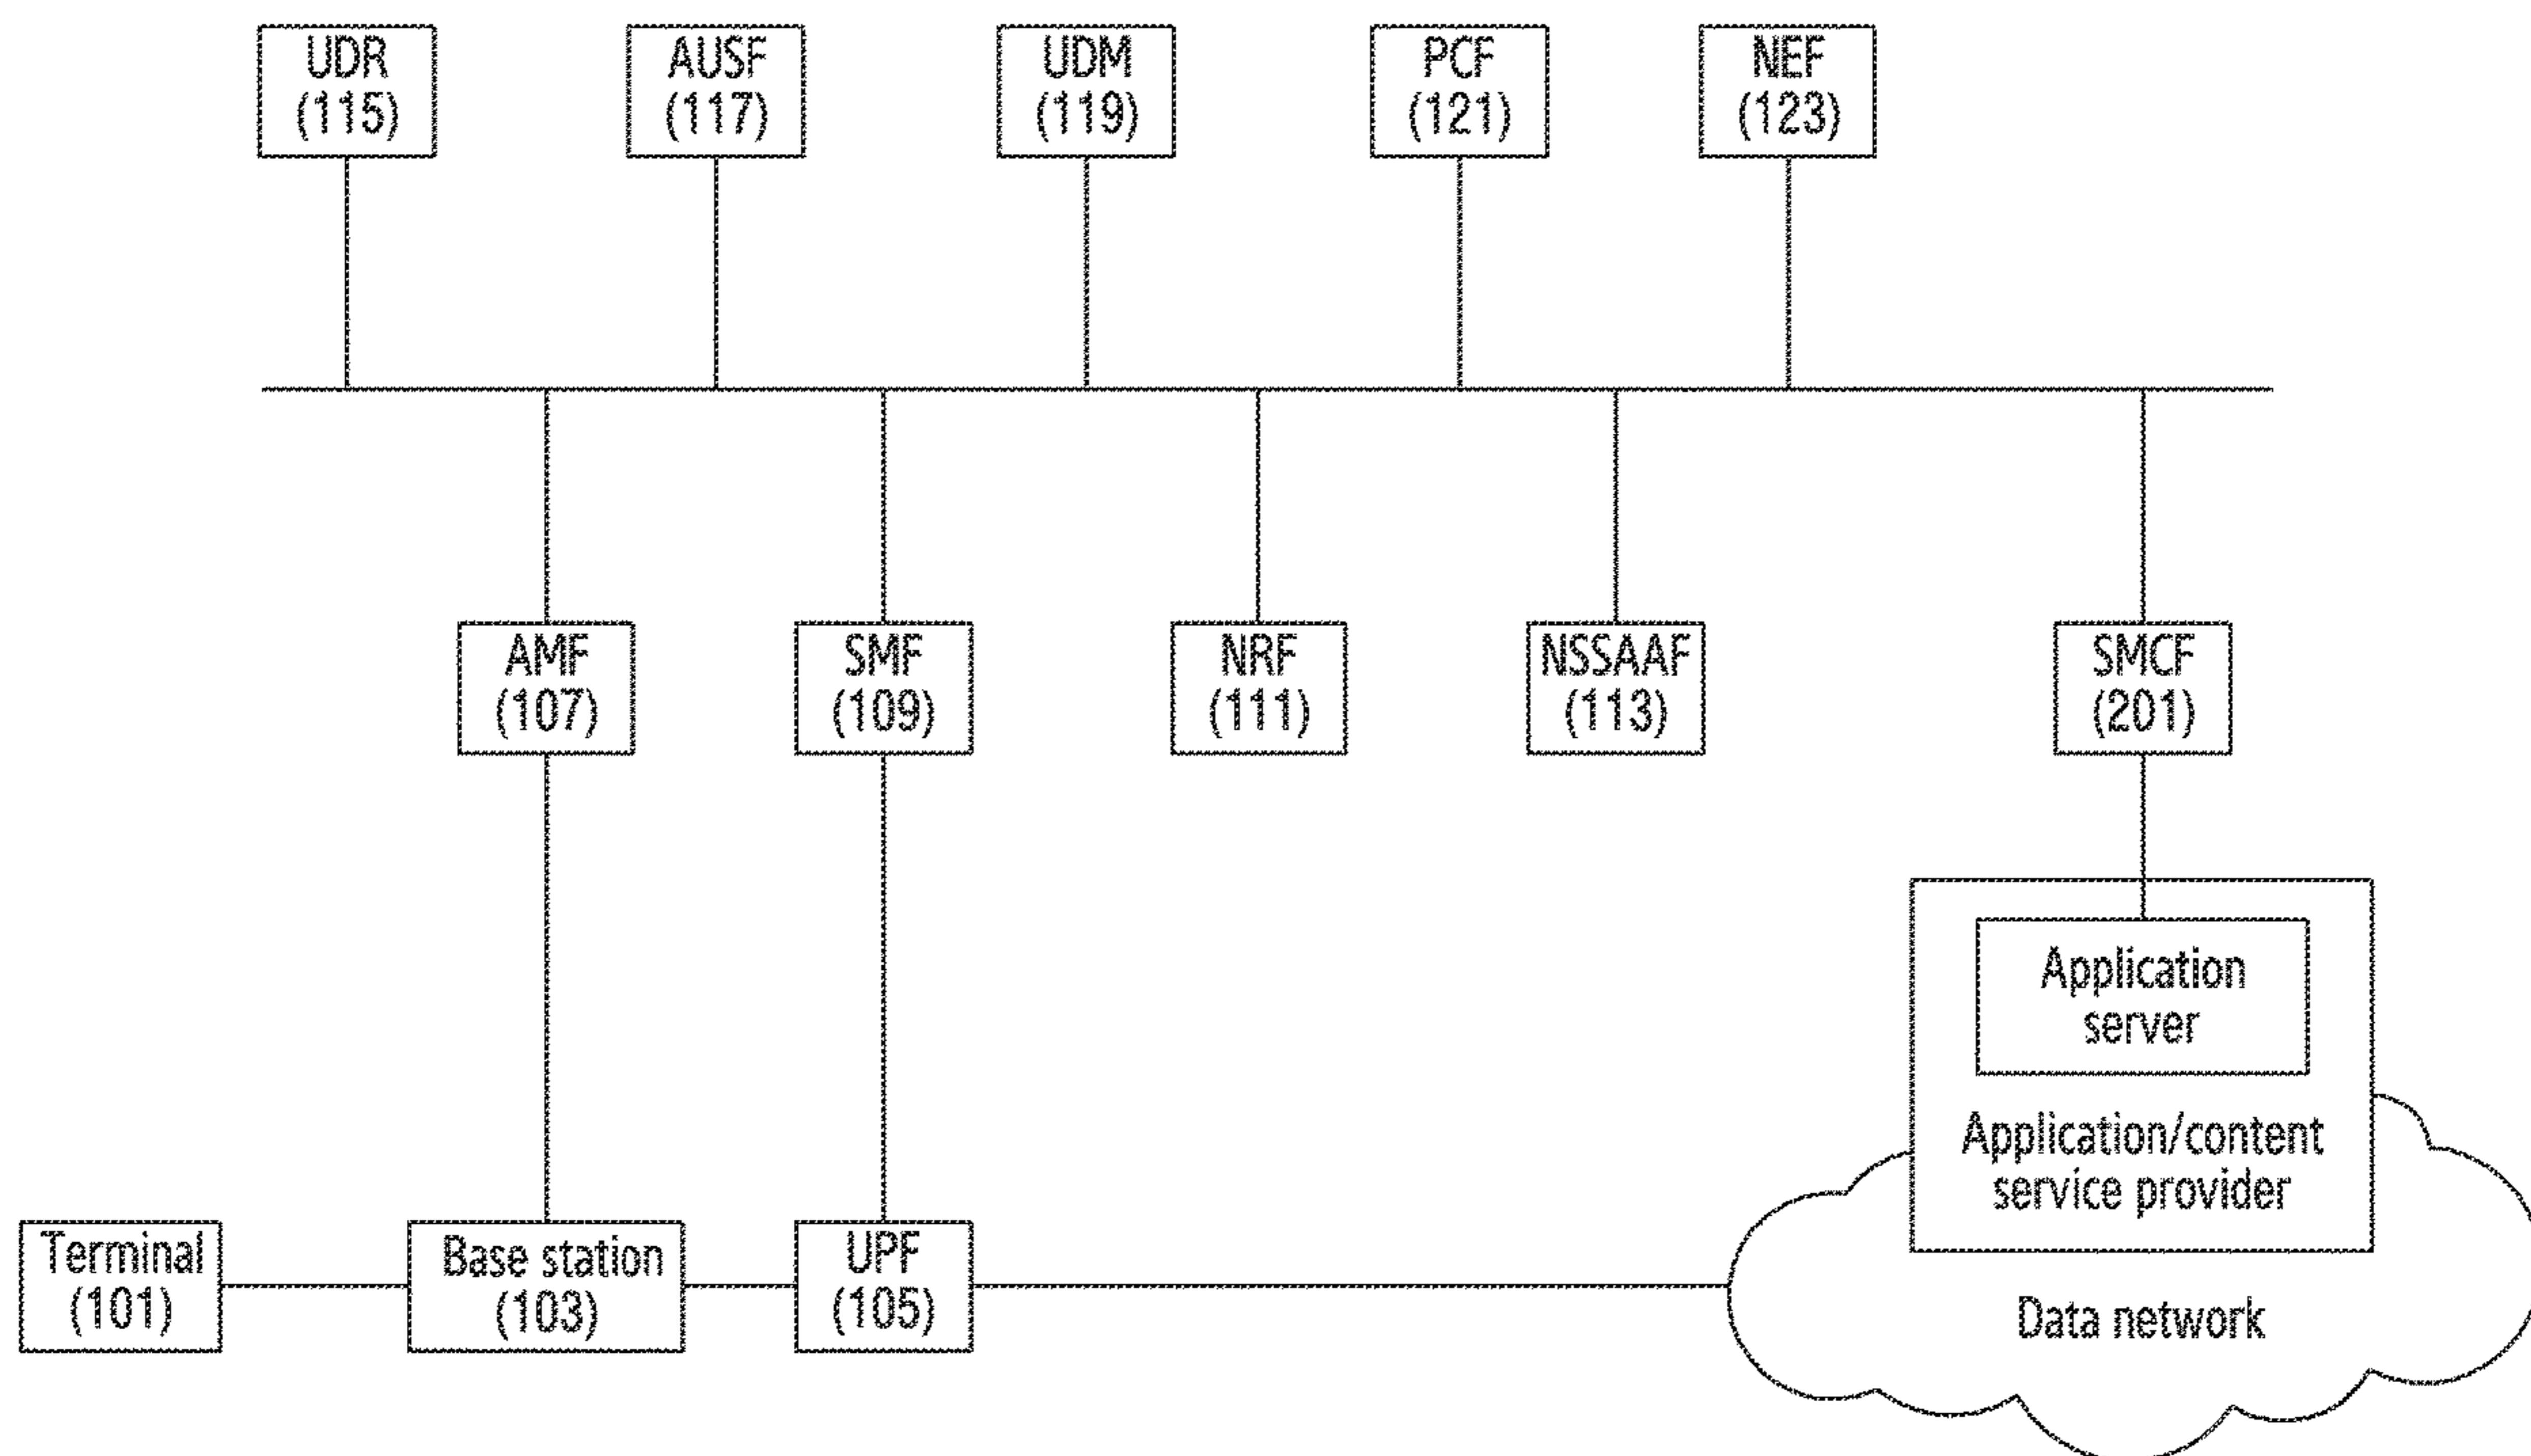 UDR
(115)
AUSF
(117)
UDM
(119)
PCF
(121)
NEF
(123)
AMF
(107)
SMF
(109)
NRF
(111)
NSSAAF
(113)
SMCF
(201)
Application
server
Application/content
service provider
Terminal
(101)
Base station
(103)
UPF
(105)
Data network